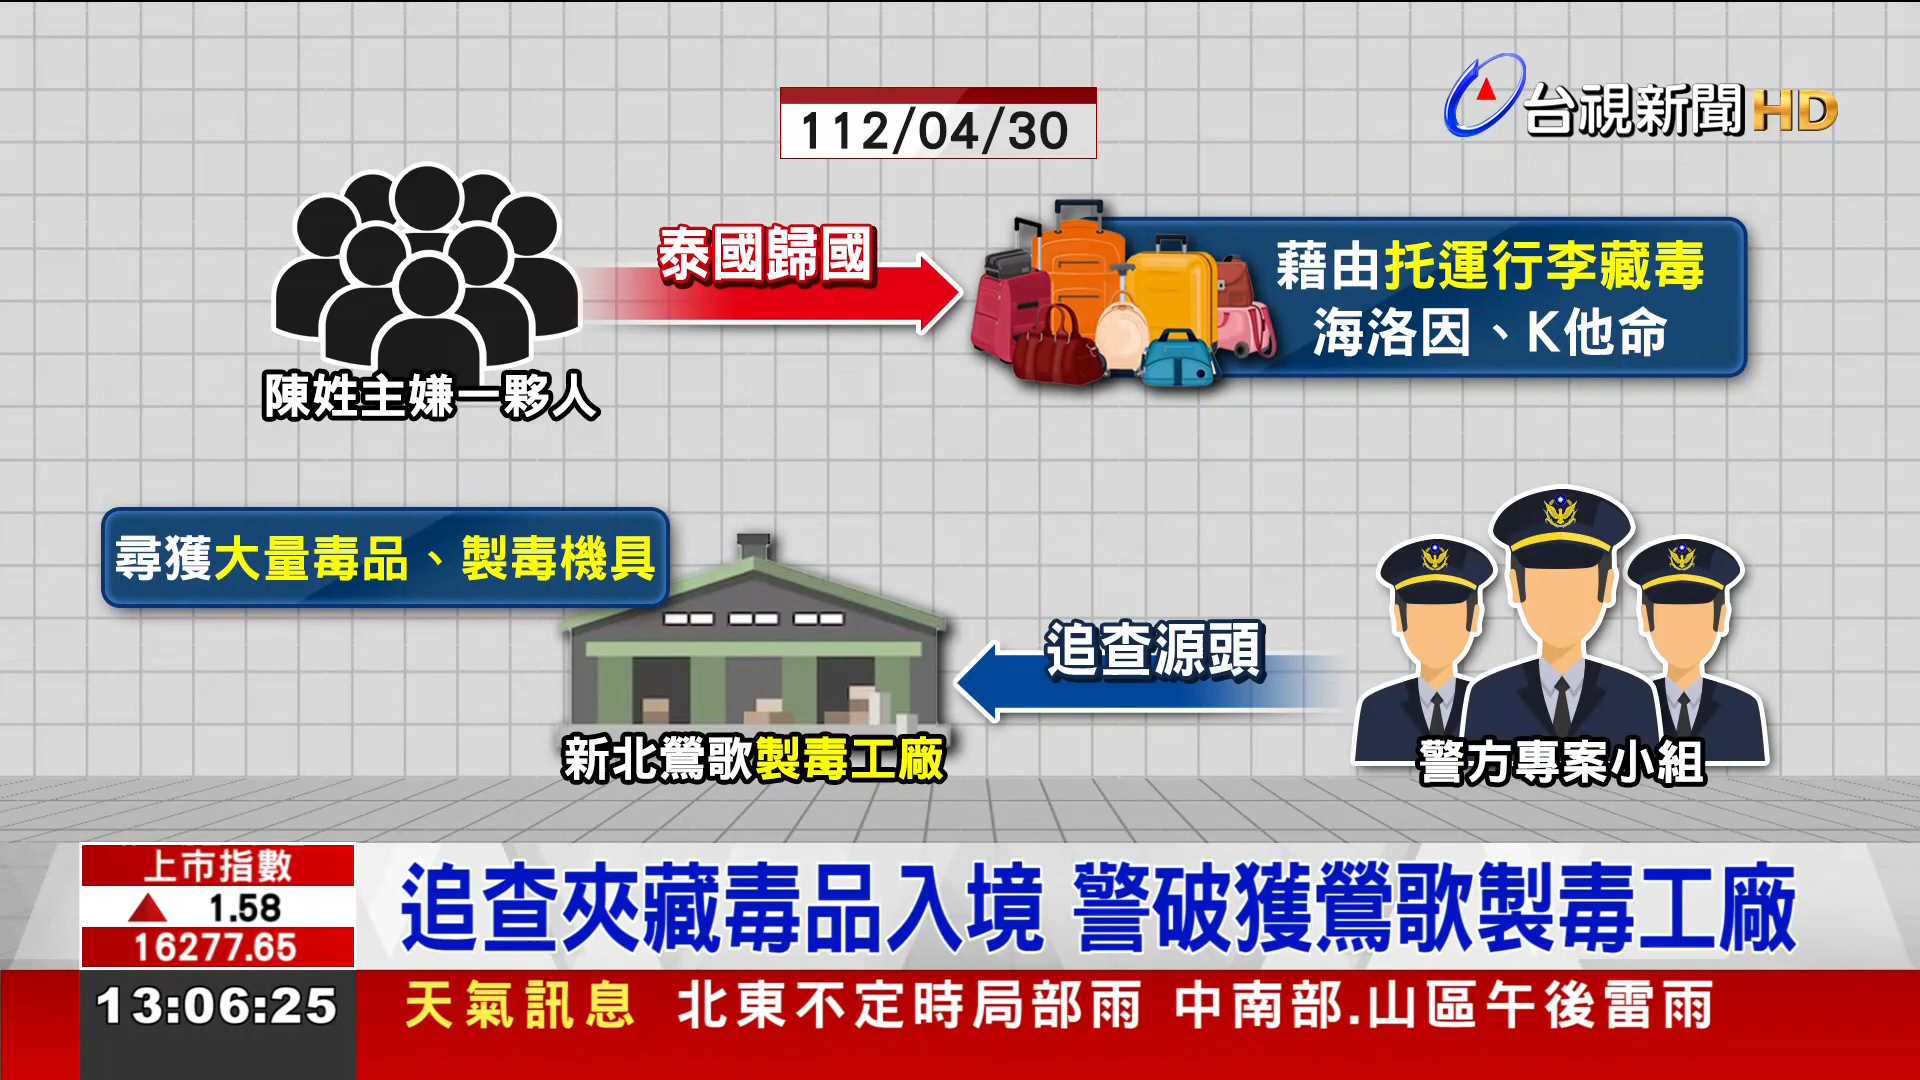 台視新聞HD
112/04/30
泰國歸國
藉由托運行李藏毒
海洛因、K他命
陳姓主嫌一夥人
尋獲大量毒品、製毒機具
追查源頭
新北鶯歌製毒工廠
警方專案小組
上市指數
▲ 1.58
16277.65
追查夾藏毒品入境 警破獲鶯歌製毒工廠
13:06:25
天氣訊息 北東不定時局部雨 中南部.山區午後雷雨